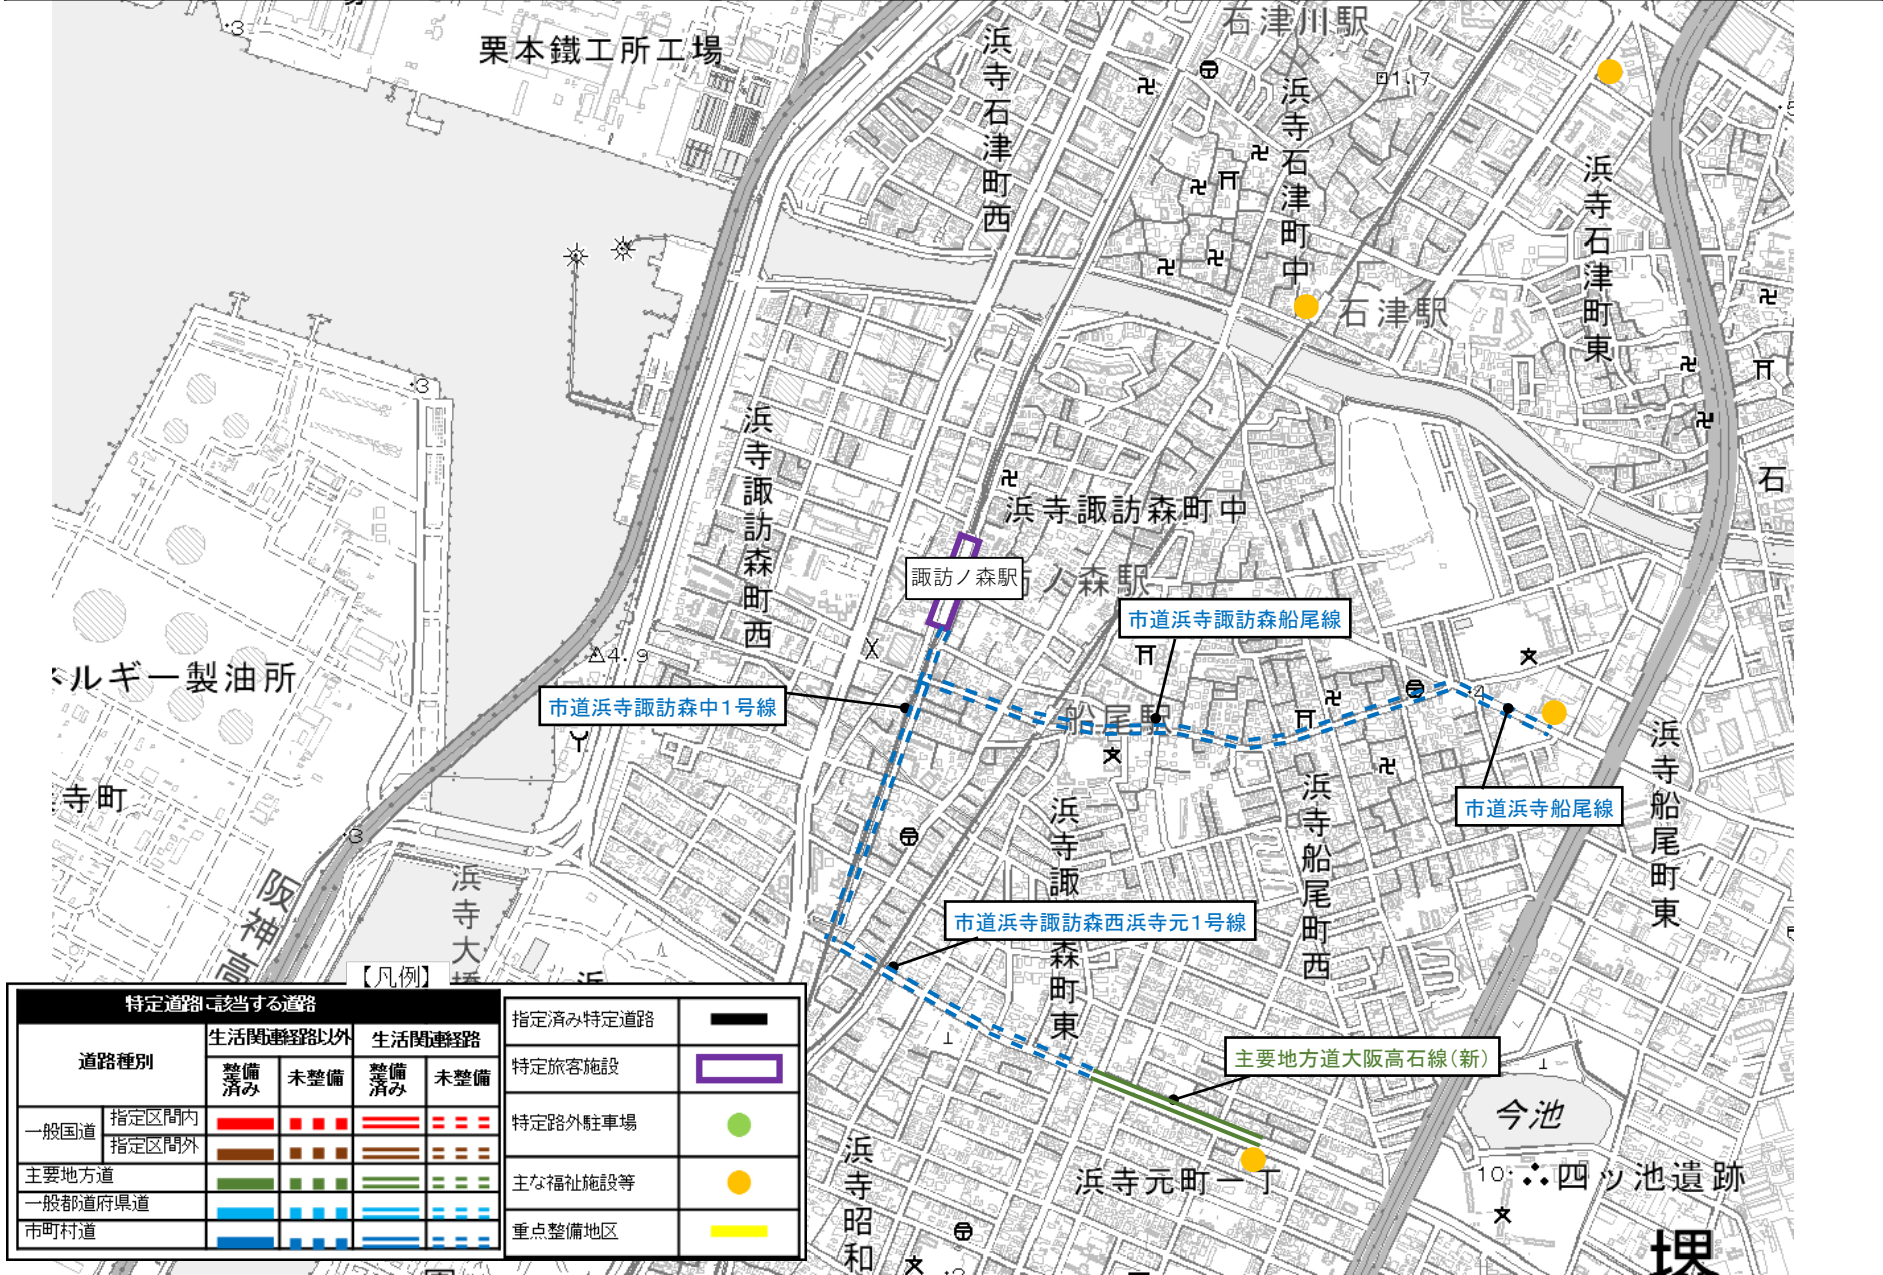 栗本鐵工所工場
石津川駅
浜寺石津町西
浜寺石津町中
1.7
浜寺石津町東
石津駅
3
3
浜寺諏訪森町西
浜寺諏訪森町中
諏訪ノ森駅
ノ森駅
市道浜寺諏訪森船尾線
石
4.9
ルギー製油所
市道浜寺諏訪森中1号線
船尾駅
市道浜寺船尾線
浜寺船尾町東
寺町
3
浜寺諏
森町東
浜寺船尾町西
阪神高
浜寺大橋
浜
市道浜寺諏訪森西浜寺元1号線
主要地方道大阪高石線(新)
今池
10
四ッ池遺跡
浜寺元町一丁
浜寺昭和
堺
【凡例】
特定道路に該当する道路
道路種別
生活関連経路以外
生活関連経路
整備済み
未整備
整備済み
未整備
一般国道
指定区間内
指定区間外
主要地方道
一般都道府県道
市町村道
指定済み特定道路
特定旅客施設
特定路外駐車場
主な福祉施設等
重点整備地区